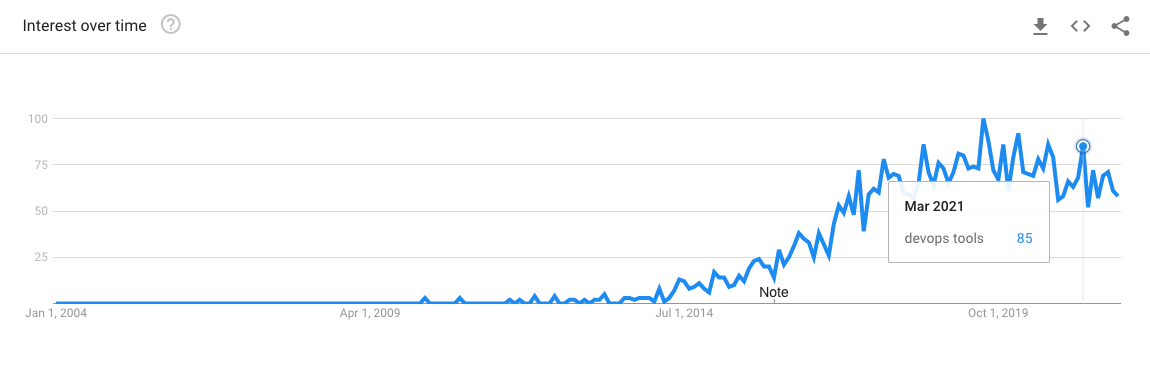 Interest over time ?
100
75
50
25
Mar 2021
devops tools 85
Note
Jan 1, 2004 Apr 1, 2009 Jul 1, 2014 Oct 1, 2019